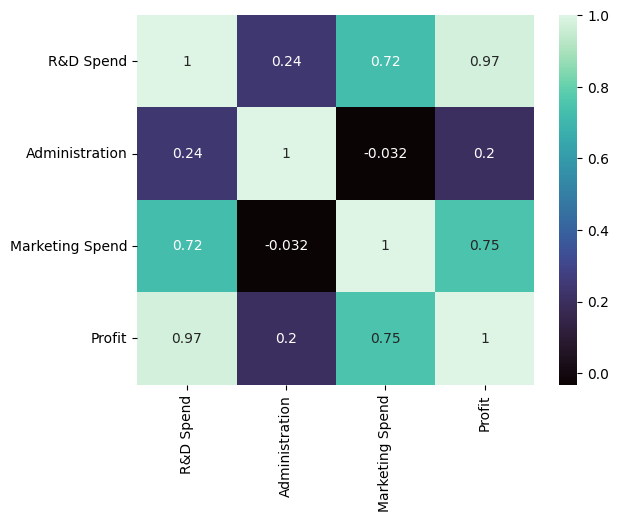 R&D Spend 1 0.24 0.72 0.97
Administration 0.24 1 -0.032 0.2
Marketing Spend 0.72 -0.032 1 0.75
Profit 0.97 0.2 0.75 1
R&D Spend
Administration
Marketing Spend
Profit
1.0
0.8
0.6
0.4
0.2
0.0